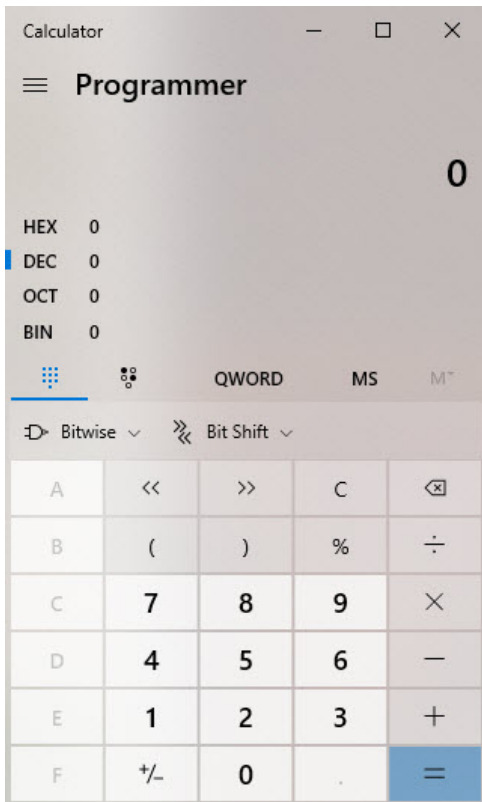 Calculator
Programmer
0
HEX 0
DEC 0
OCT 0
BIN 0
QWORD MS M˅
Bitwise Bit Shift
A << >> C
B ( ) % ÷
C 7 8 9 ×
D 4 5 6 −
E 1 2 3 +
F +/− 0 . =